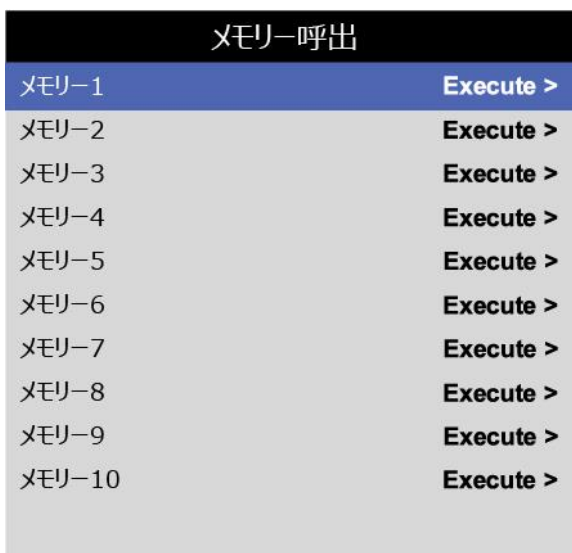 メモリー呼出
メモリー1 Execute >
メモリー2 Execute >
メモリー3 Execute >
メモリー4 Execute >
メモリー5 Execute >
メモリー6 Execute >
メモリー7 Execute >
メモリー8 Execute >
メモリー9 Execute >
メモリー10 Execute >